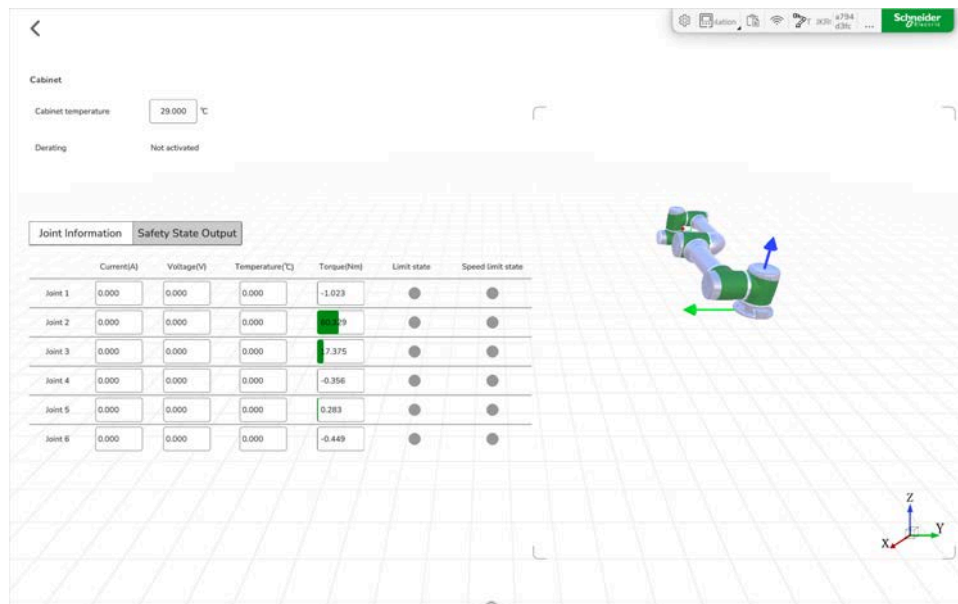 Schneider
Electric
a794
d3fc
...
Cabinet
Cabinet temperature 29.000 ℃
Derating Not activated
Joint Information Safety State Output
Current(A) Voltage(V) Temperature(℃) Torque(Nm) Limit state Speed limit state
Joint 1 0.000 0.000 0.000 -1.023
Joint 2 0.000 0.000 0.000
Joint 3 0.000 0.000 0.000 17.375
Joint 4 0.000 0.000 0.000 -0.356
Joint 5 0.000 0.000 0.000 0.283
Joint 6 0.000 0.000 0.000 -0.449
Z
Y
X